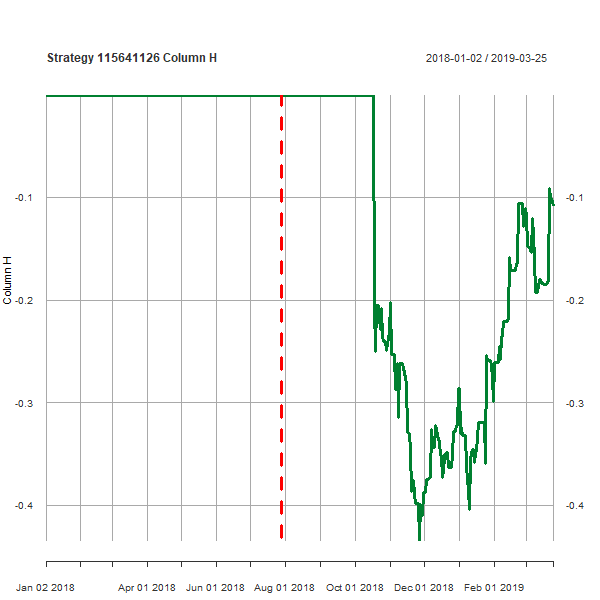 Strategy 115641126 Column H 2018-01-02 / 2019-03-25
Column H
-0.1 -0.1
-0.2 -0.2
-0.3 -0.3
-0.4 -0.4
Jan 02 2018 Apr 01 2018 Jun 01 2018 Aug 01 2018 Oct 01 2018 Dec 01 2018 Feb 01 2019